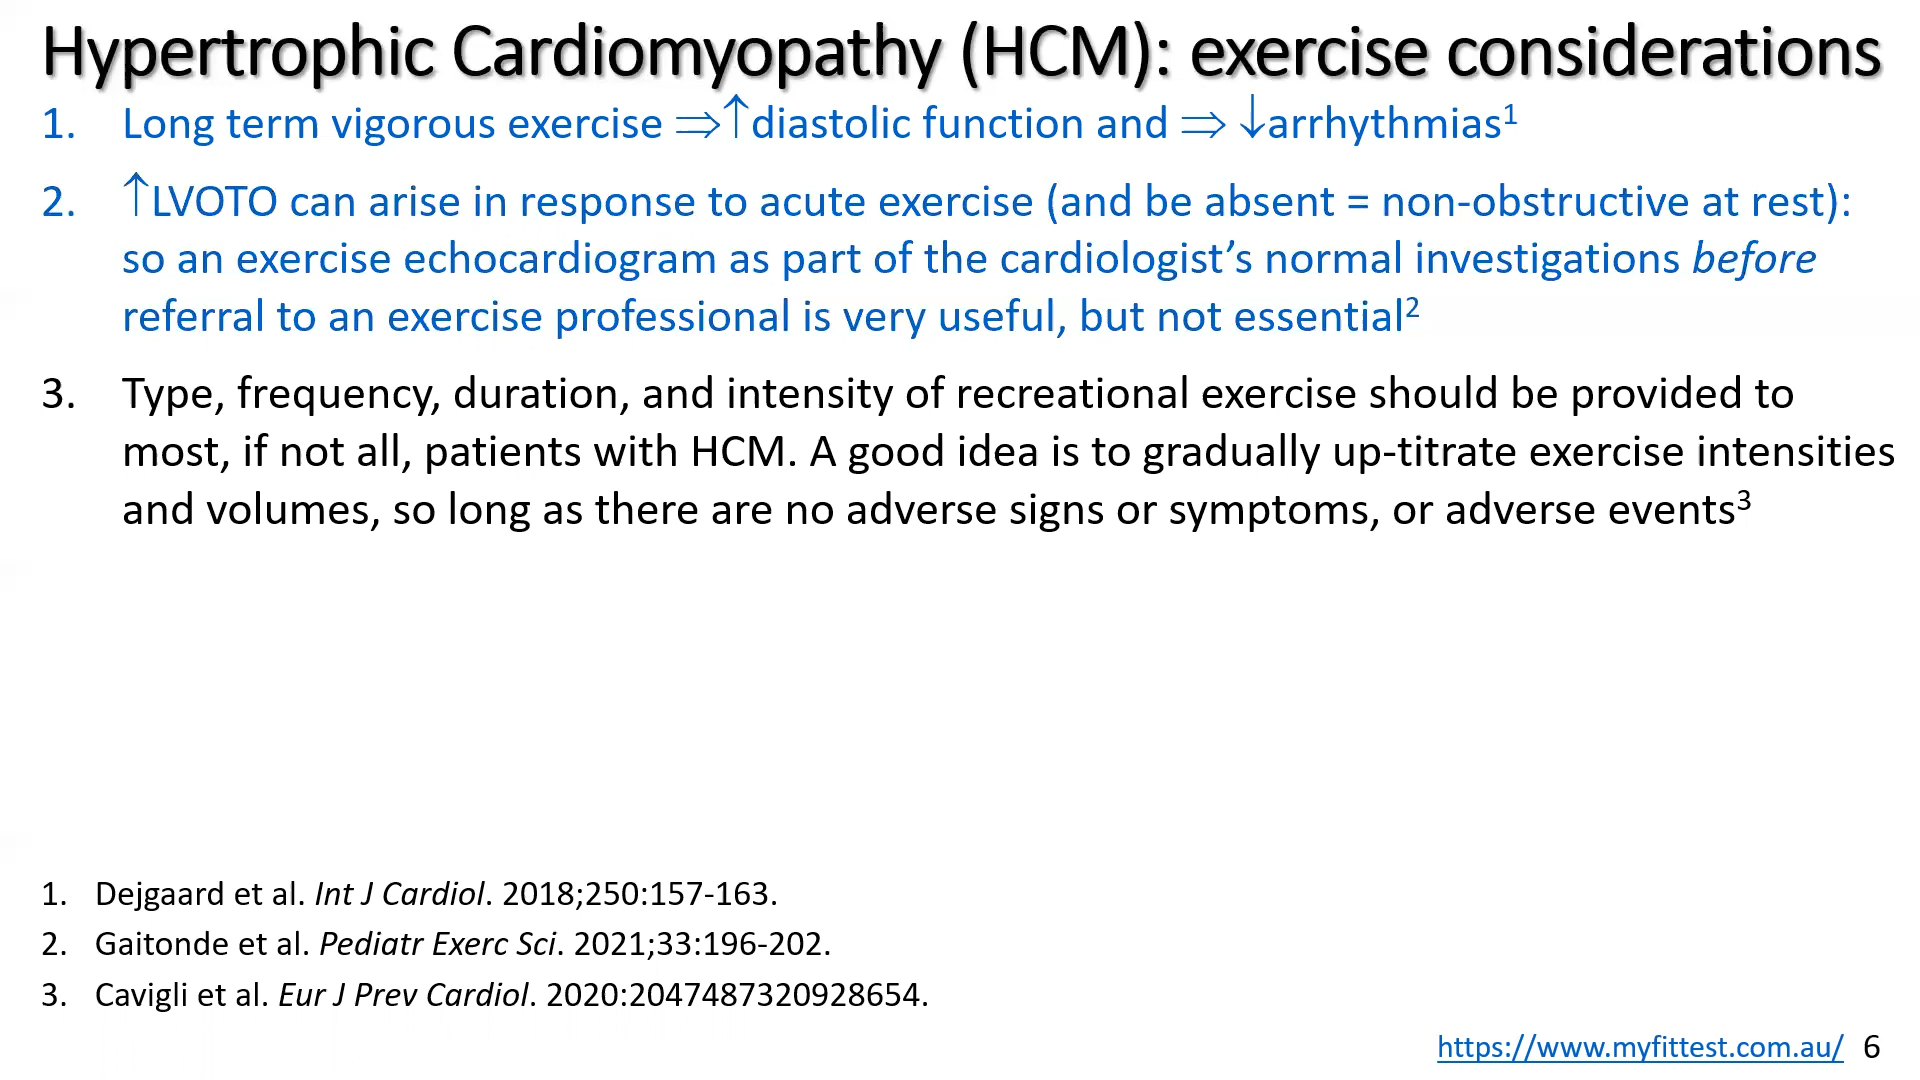 Hypertrophic Cardiomyopathy (HCM): exercise considerations
1. Long term vigorous exercise ⇒↑diastolic function and ⇒ ↓arrhythmias¹
2. ↑LVOTO can arise in response to acute exercise (and be absent = non-obstructive at rest):
so an exercise echocardiogram as part of the cardiologist’s normal investigations before
referral to an exercise professional is very useful, but not essential²
3. Type, frequency, duration, and intensity of recreational exercise should be provided to
most, if not all, patients with HCM. A good idea is to gradually up-titrate exercise intensities
and volumes, so long as there are no adverse signs or symptoms, or adverse events³
1. Dejgaard et al. Int J Cardiol. 2018;250:157-163.
2. Gaitonde et al. Pediatr Exerc Sci. 2021;33:196-202.
3. Cavigli et al. Eur J Prev Cardiol. 2020:2047487320928654.
https://www.myfittest.com.au/ 6